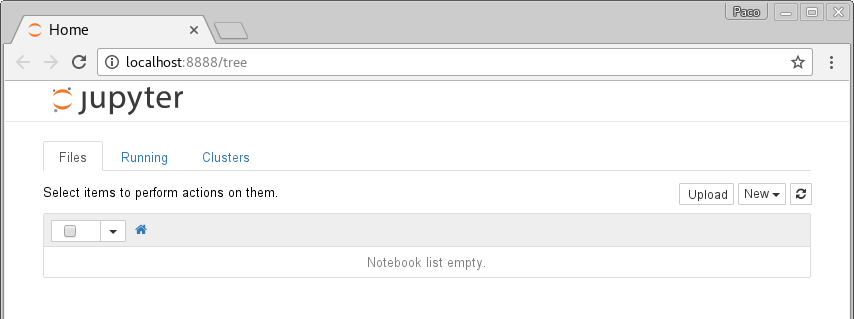 Paco
Home
localhost:8888/tree
jupyter
Files Running Clusters
Select items to perform actions on them. Upload New
Notebook list empty.